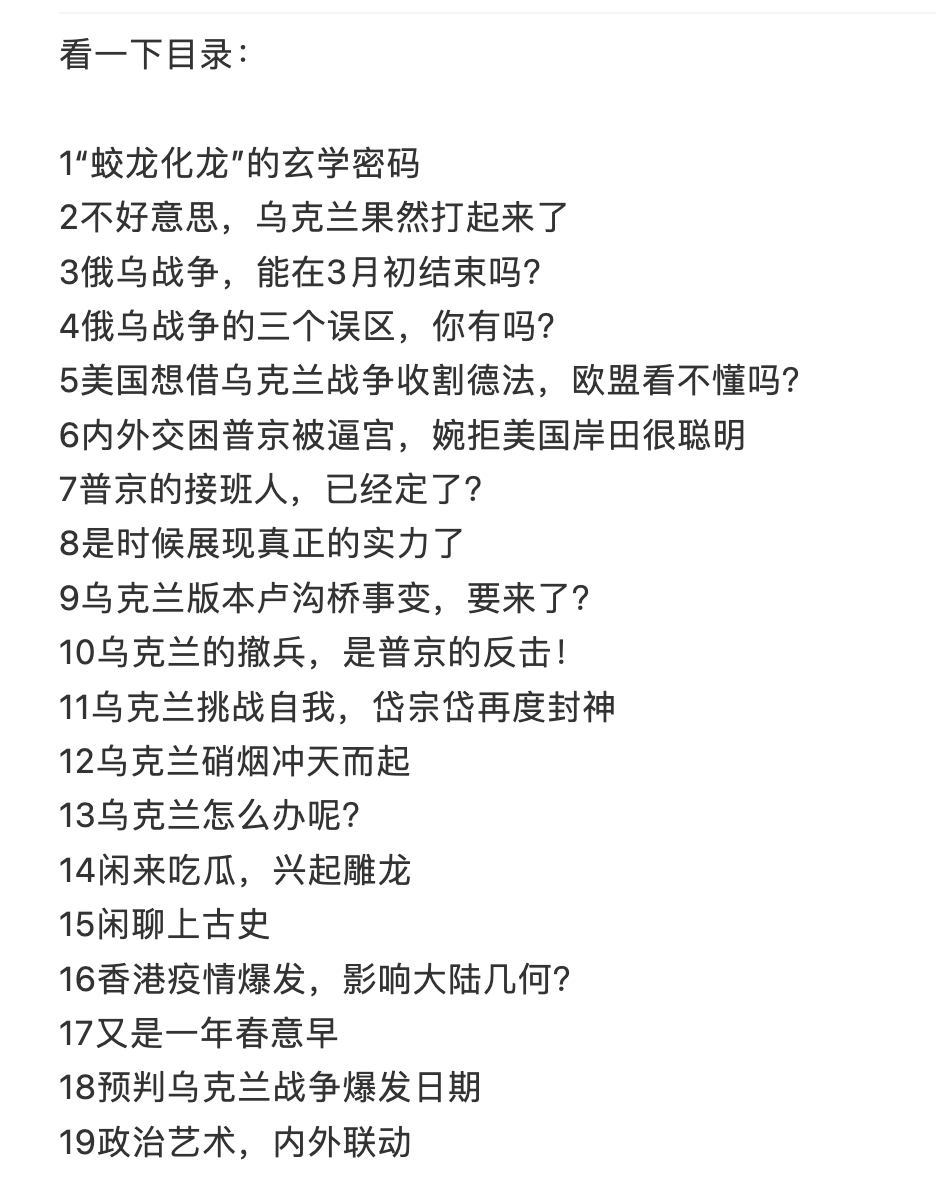 看一下目录：
1“蛟龙化龙”的玄学密码
2不好意思，乌克兰果然打起来了
3俄乌战争，能在3月初结束吗？
4俄乌战争的三个误区，你有吗？
5美国想借乌克兰战争收割德法，欧盟看不懂吗？
6内外交困普京被逼宫，婉拒美国岸田很聪明
7普京的接班人，已经定了？
8是时候展现真正的实力了
9乌克兰版本卢沟桥事变，要来了？
10乌克兰的撤兵，是普京的反击！
11乌克兰挑战自我，岱宗岱再度封神
12乌克兰硝烟冲天而起
13乌克兰怎么办呢？
14闲来吃瓜，兴起雕龙
15闲聊上古史
16香港疫情爆发，影响大陆几何？
17又是一年春意早
18预判乌克兰战争爆发日期
19政治艺术，内外联动